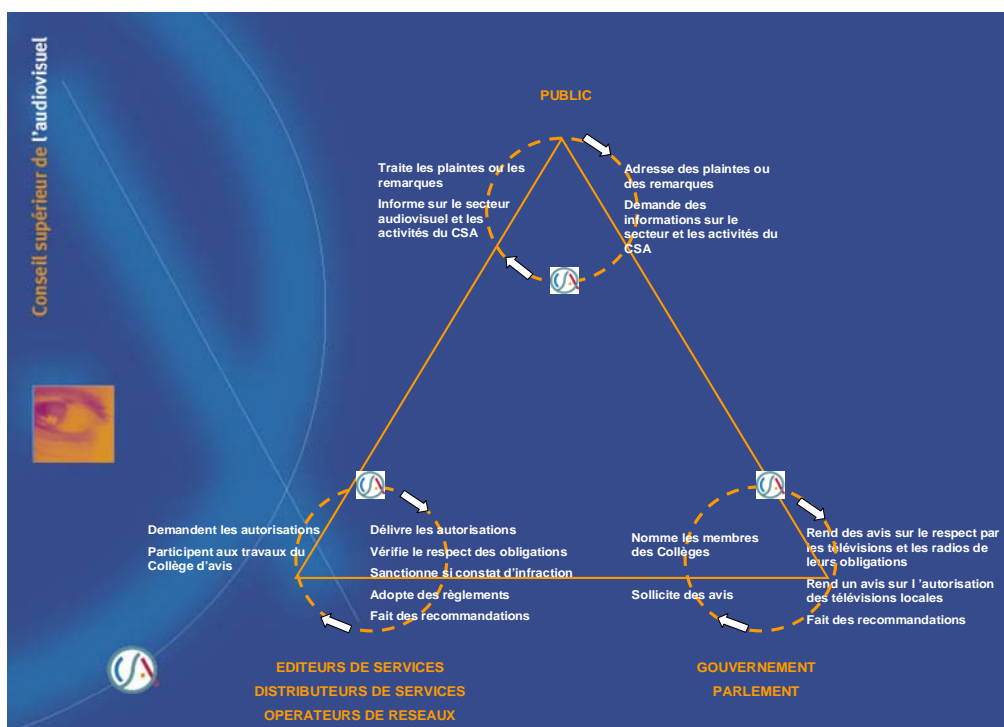 Conseil supérieur de l'audiovisuel
PUBLIC
Traite les plaintes ou les
remarques
Informe sur le secteur
audiovisuel et les
activités du CSA
Adresse des plaintes ou
des remarques
Demande des
informations sur le
secteur et les activités du
CSA
Demandent les autorisations
Participent aux travaux du
Collège d'avis
Délivre les autorisations
Vérifie le respect des obligations
Sanctionne si constat d'infraction
Adopte des règlements
Fait des recommandations
Nomme les membres
des Collèges
Sollicite des avis
Rend des avis sur le respect par
les télévisions et les radios de
leurs obligations
Rend un avis sur l 'autorisation
des télévisions locales
Fait des recommandations
EDITEURS DE SERVICES
DISTRIBUTEURS DE SERVICES
OPERATEURS DE RESEAUX
GOUVERNEMENT
PARLEMENT